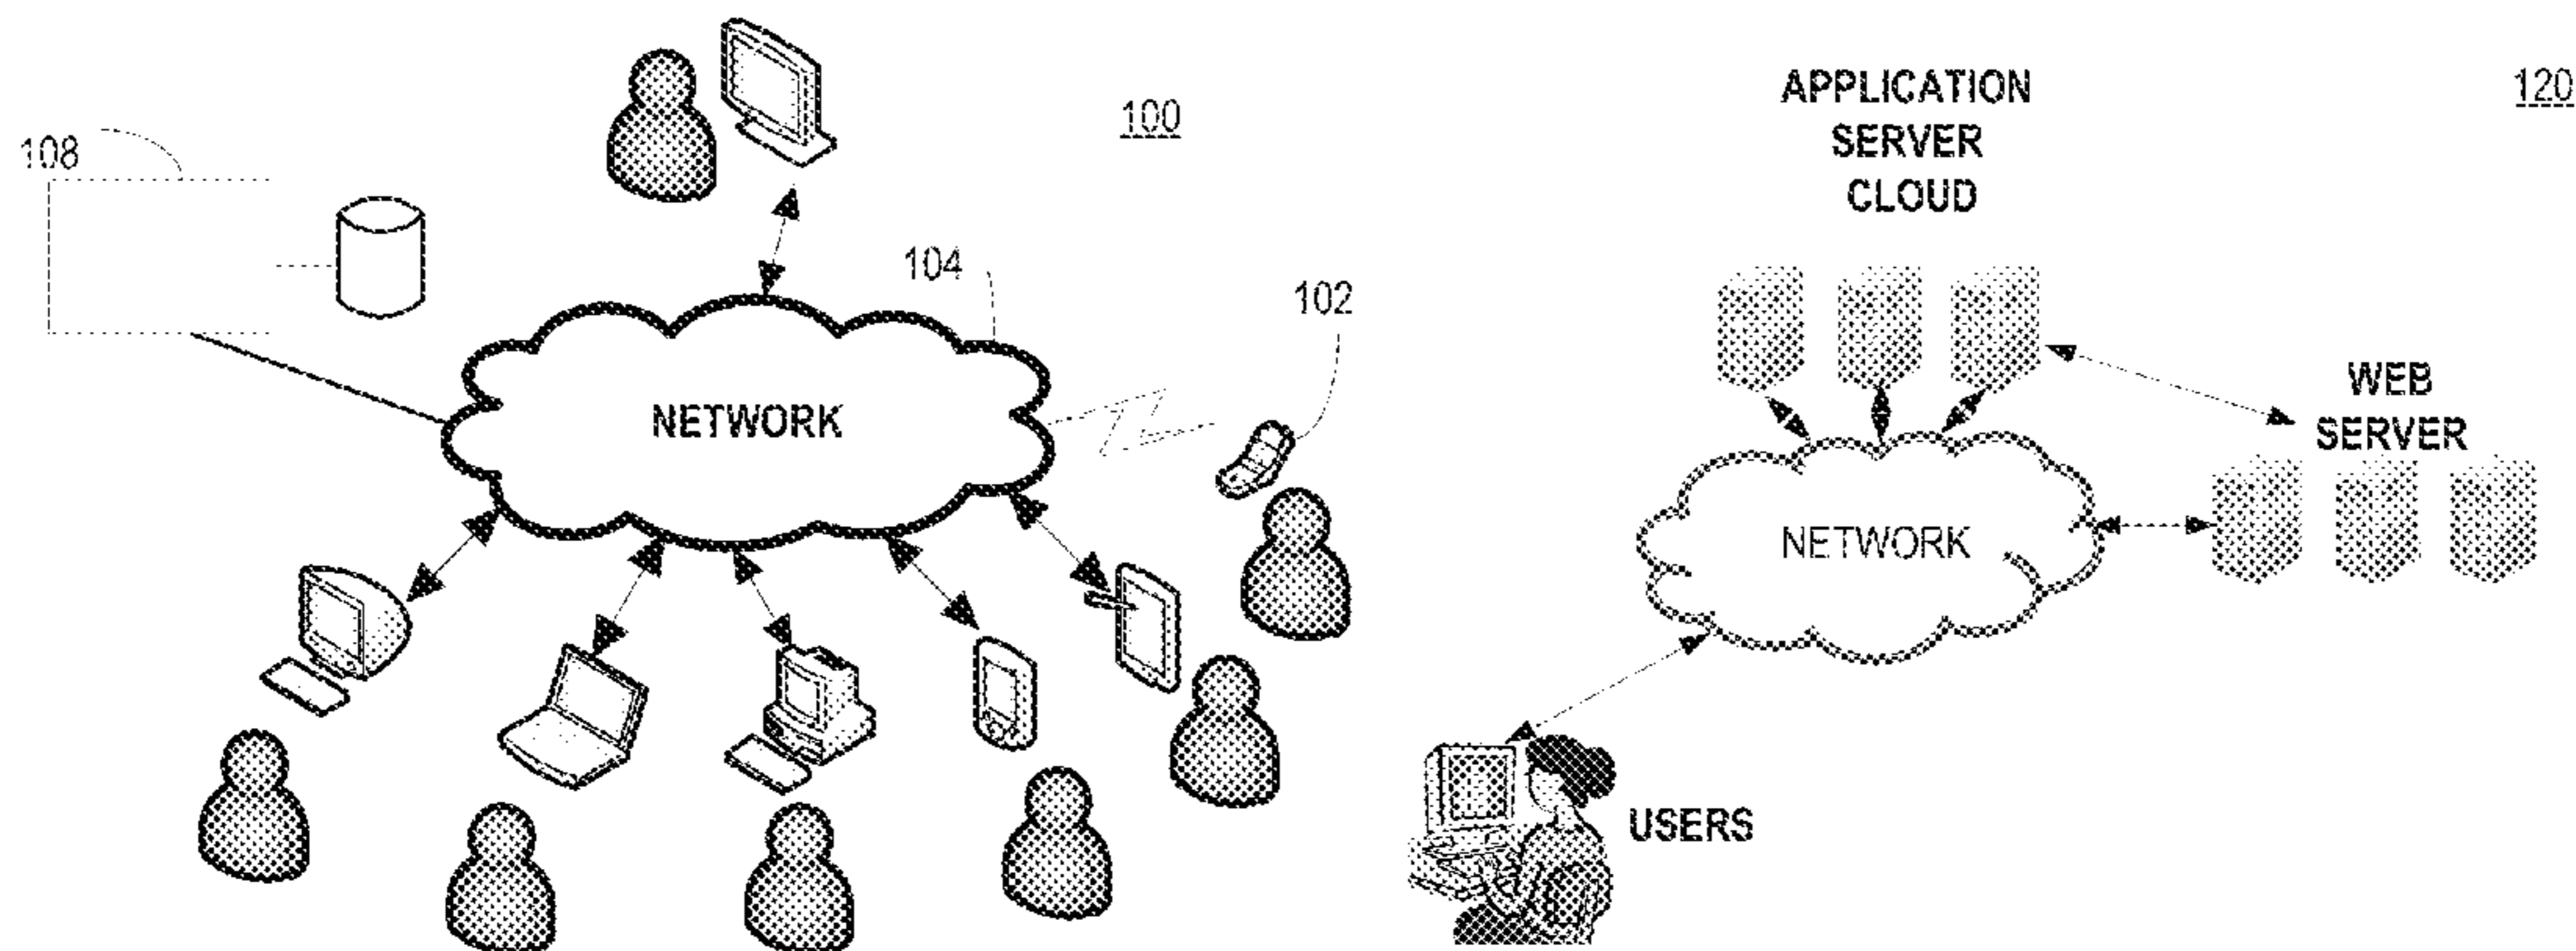 108
100
104
102
NETWORK
APPLICATION
SERVER
CLOUD
120
WEB
SERVER
NETWORK
USERS